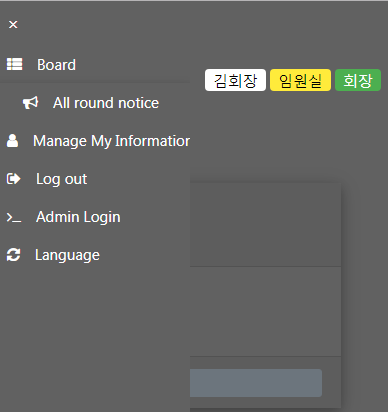 ×
Board
김회장 임원실 회장
All round notice
Manage My Information
Log out
Admin Login
Language